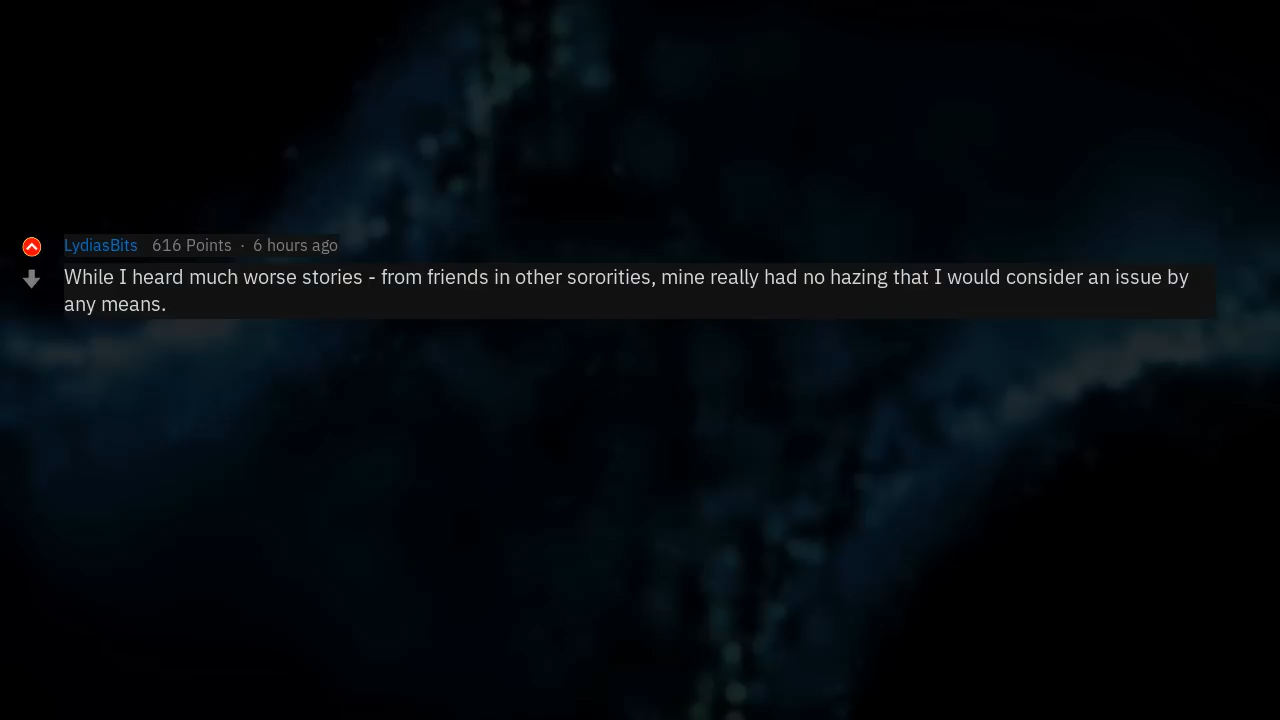 LydiasBits 616 Points · 6 hours ago
While I heard much worse stories - from friends in other sororities, mine really had no hazing that I would consider an issue by
any means.